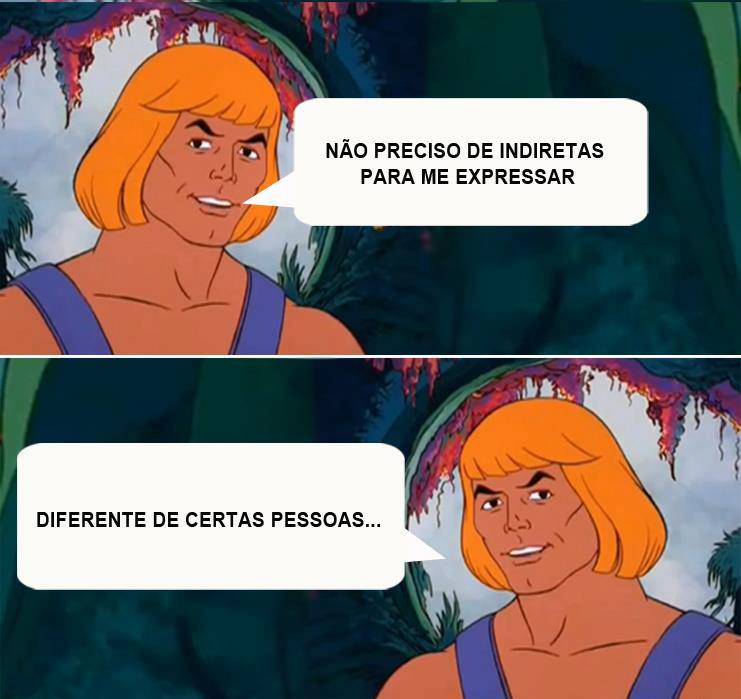 NÃO PRECISO DE INDIRETAS
PARA ME EXPRESSAR
DIFERENTE DE CERTAS PESSOAS...